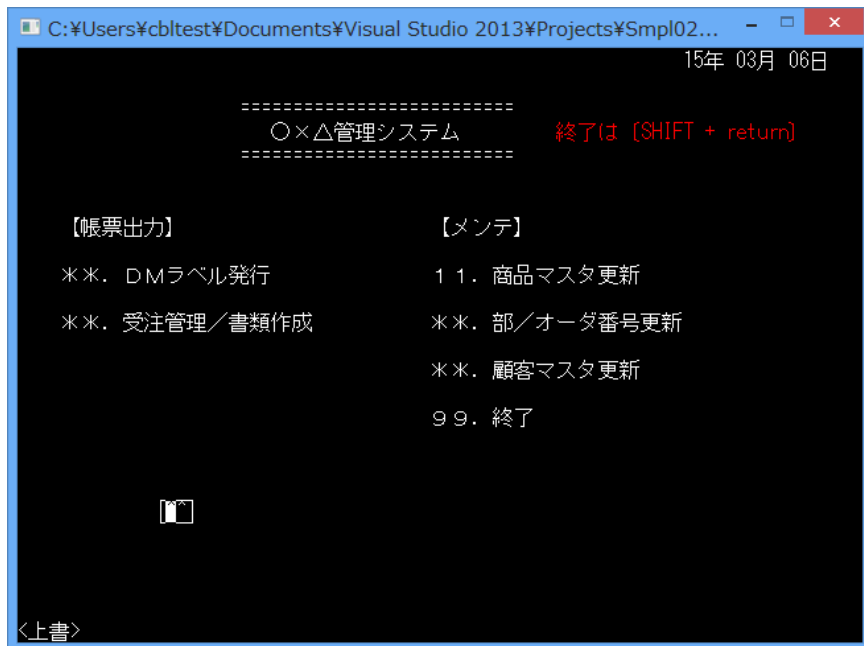 C:¥Users¥cbltest¥Documents¥Visual Studio 2013¥Projects¥Smpl02...
15年 03月 06日
==========================
○×△管理システム 終了は [SHIFT + return]
==========================
【帳票出力】 【メンテ】
**. DMラベル発行 11. 商品マスタ更新
**. 受注管理/書類作成 **. 部/オーダ番号更新
**. 顧客マスタ更新
99. 終了
[^^]
<上書>